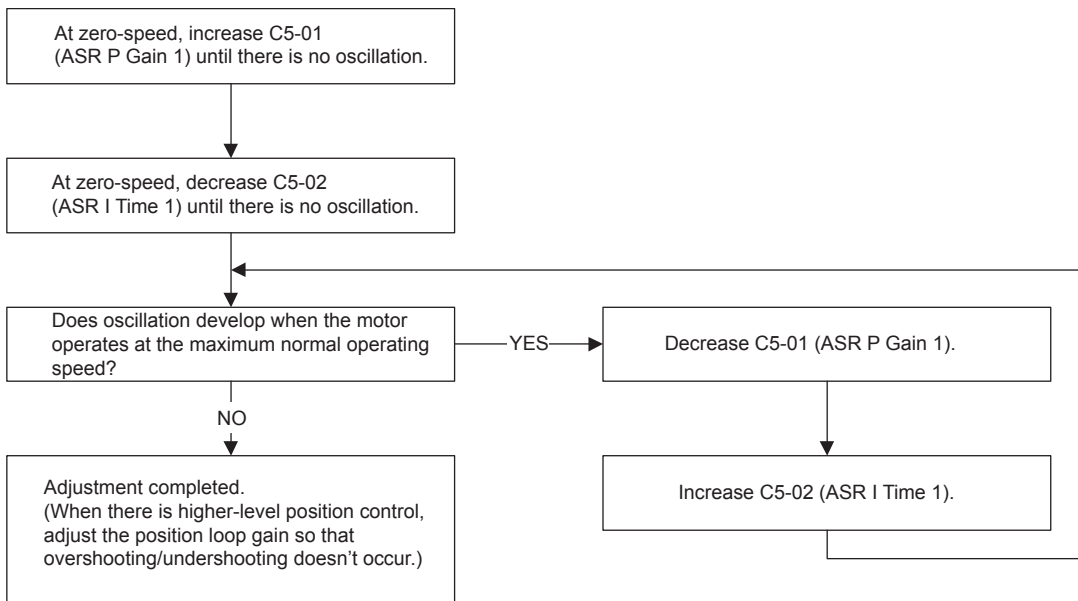 At zero-speed, increase C5-01
(ASR P Gain 1) until there is no oscillation.
At zero-speed, decrease C5-02
(ASR I Time 1) until there is no oscillation.
Does oscillation develop when the motor
operates at the maximum normal operating
speed?
YES
Decrease C5-01 (ASR P Gain 1).
NO
Increase C5-02 (ASR I Time 1).
Adjustment completed.
(When there is higher-level position control,
adjust the position loop gain so that
overshooting/undershooting doesn't occur.)